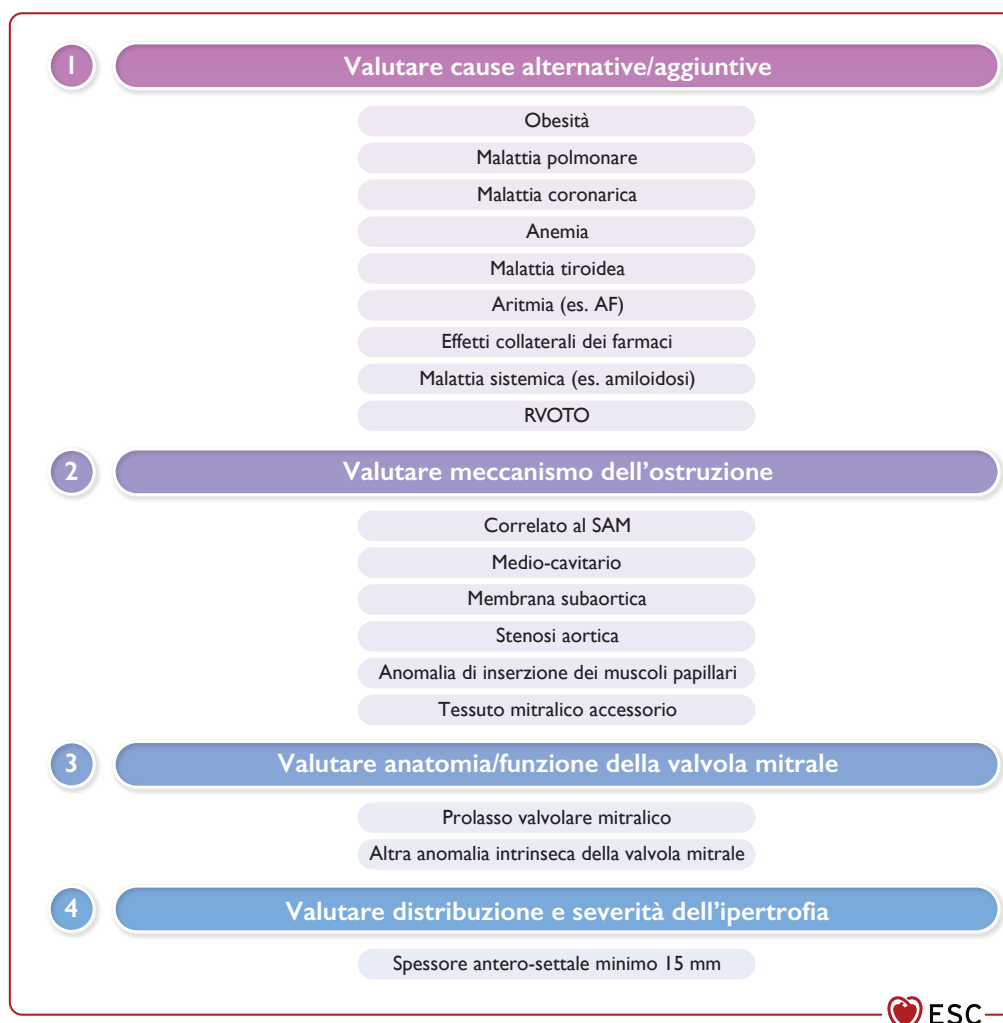 1
Valutare cause alternative/aggiuntive
Obesità
Malattia polmonare
Malattia coronarica
Anemia
Malattia tiroidea
Aritmia (es. AF)
Effetti collaterali dei farmaci
Malattia sistemica (es. amiloidosi)
RVOTO
2
Valutare meccanismo dell’ostruzione
Correlato al SAM
Medio-cavitario
Membrana subaortica
Stenosi aortica
Anomalia di inserzione dei muscoli papillari
Tessuto mitralico accessorio
3
Valutare anatomia/funzione della valvola mitrale
Prolasso valvolare mitralico
Altra anomalia intrinseca della valvola mitrale
4
Valutare distribuzione e severità dell’ipertrofia
Spessore antero-settale minimo 15 mm
ESC